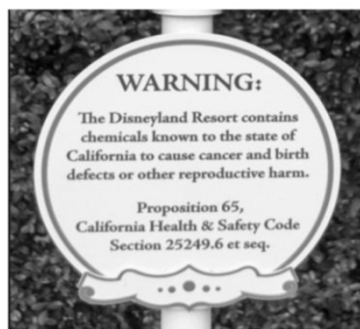 WARNING:
The Disneyland Resort contains
chemicals known to the state of
California to cause cancer and birth
defects or other reproductive harm.
Proposition 65,
California Health & Safety Code
Section 25249.6 et seq.